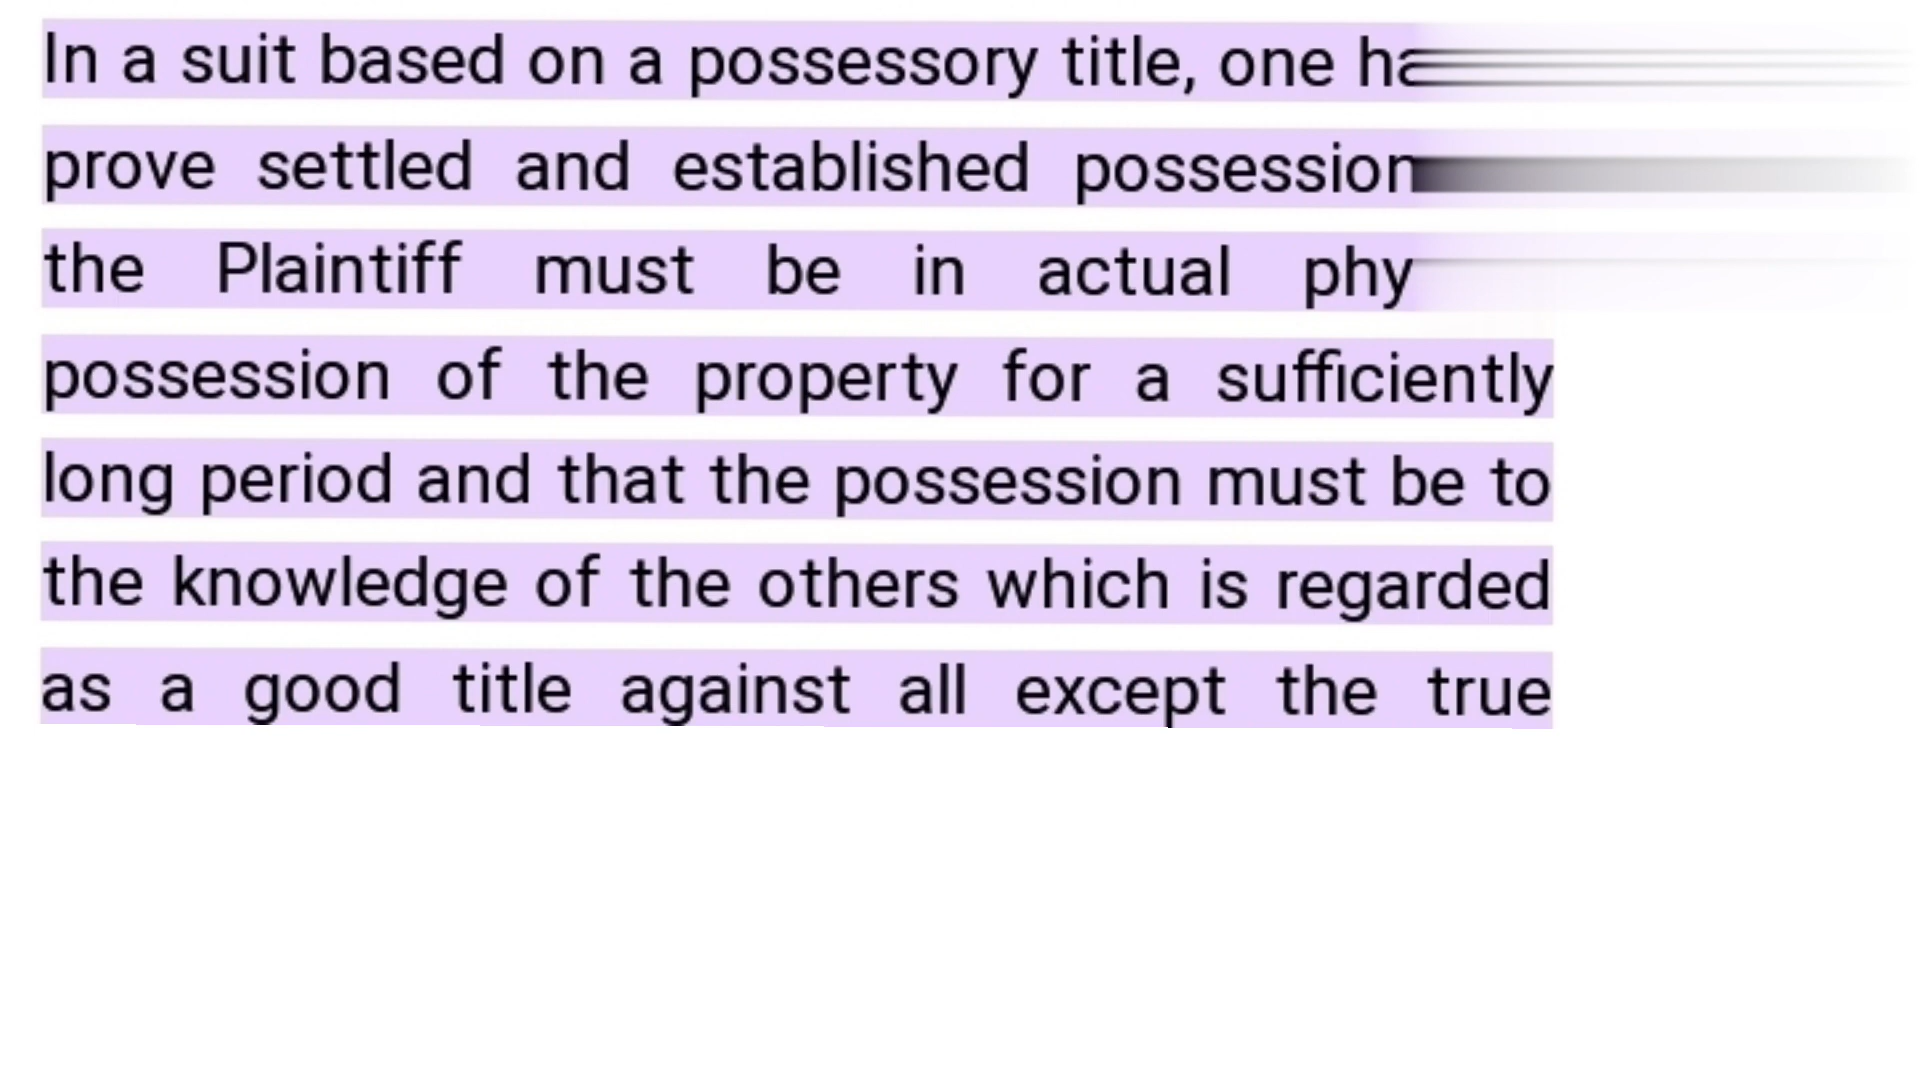 In a suit based on a possessory title, one
prove settled and established possession
the Plaintiff must be in actual
possession of the property for a sufficiently
long period and that the possession must be to
the knowledge of the others which is regarded
as a good title against all except the true